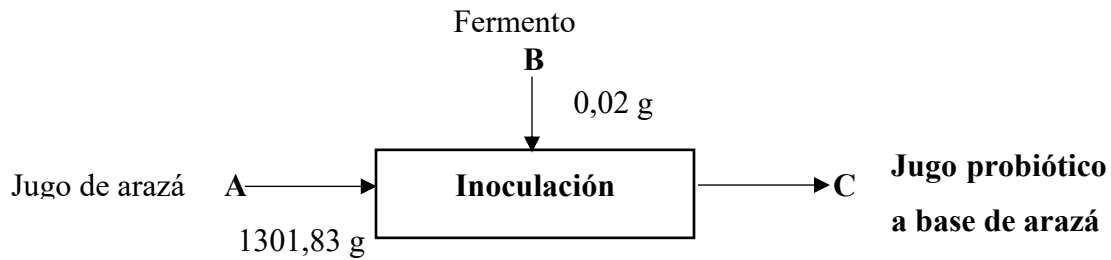 Fermento
B
0,02 g
Jugo de arazá A
Inoculación
C
Jugo probiótico
a base de arazá
1301,83 g